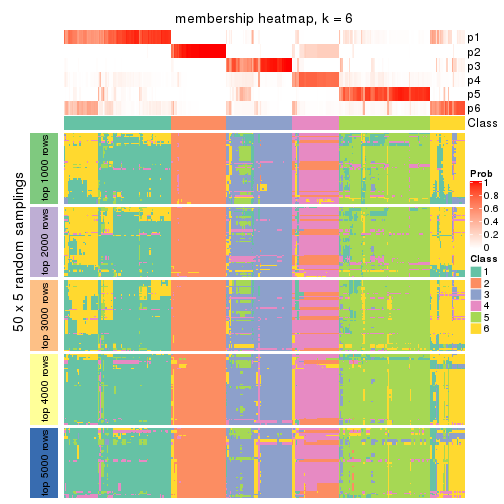 membership heatmap, k = 6
p1
p2
p3
p4
p5
p6
Class
50 x 5 random samplings
top 1000 rows
top 2000 rows
top 3000 rows
top 4000 rows
top 5000 rows
Prob
1
0.8
0.6
0.4
0.2
0
Class
1
2
3
4
5
6